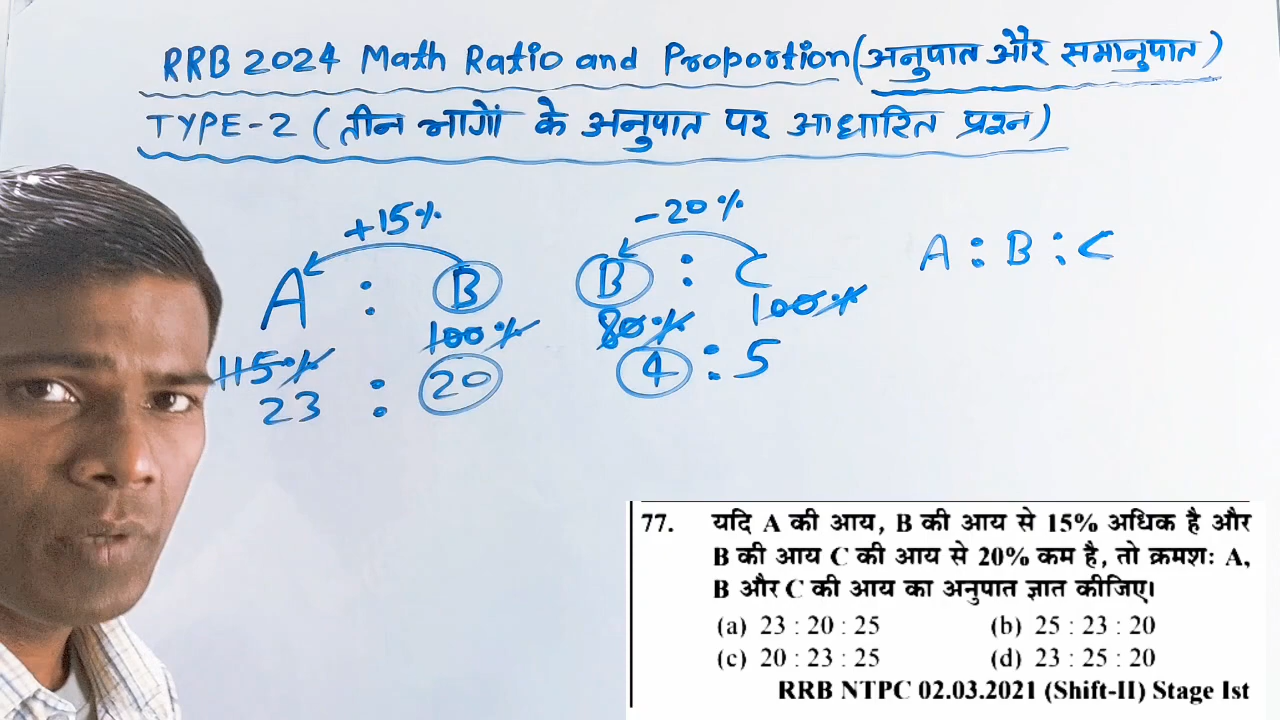 RRB 2024 Math Ratio and Proportion (अनुपात और समानुपात)
TYPE-2 (तीन भागों के अनुपात पर आधारित प्रश्न)
+15% -20%
A : B B : C A : B : C
115% 100% 80% 100%
23 : 20 4 : 5
77. यदि A की आय, B की आय से 15% अधिक है और
B की आय C की आय से 20% कम है, तो क्रमशः A,
B और C की आय का अनुपात ज्ञात कीजिए।
(a) 23 : 20 : 25 (b) 25 : 23 : 20
(c) 20 : 23 : 25 (d) 23 : 25 : 20
RRB NTPC 02.03.2021 (Shift-II) Stage Ist